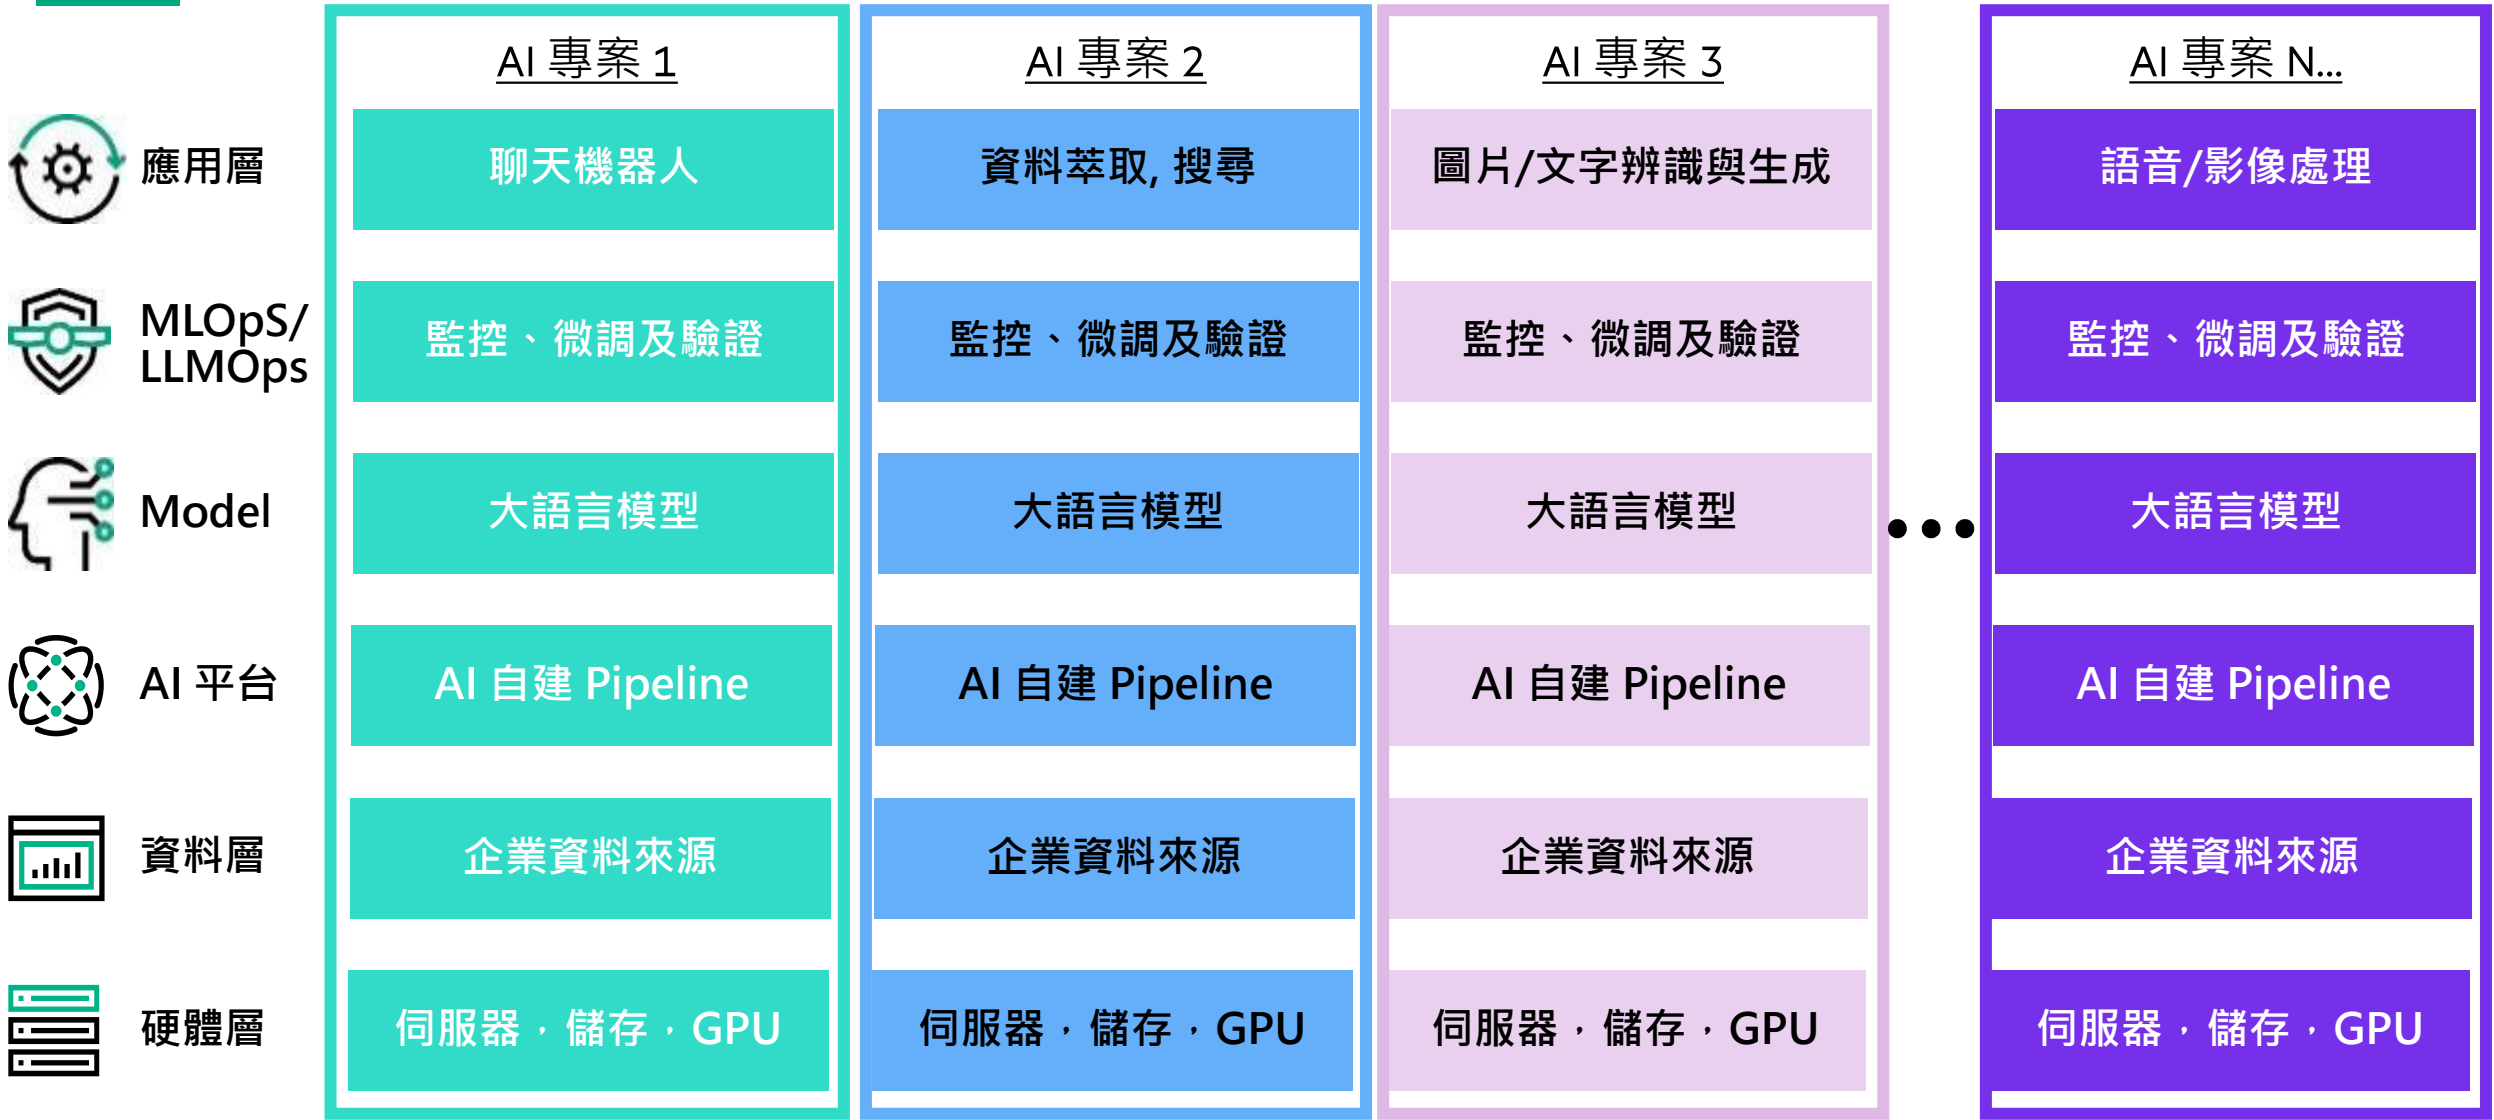 AI 專案 1
AI 專案 2
AI 專案 3
AI 專案 N...
應用層
聊天機器人
資料萃取, 搜尋
圖片/文字辨識與生成
語音/影像處理
MLOpS/
LLMOps
監控、微調及驗證
監控、微調及驗證
監控、微調及驗證
監控、微調及驗證
Model
大語言模型
大語言模型
大語言模型
大語言模型
AI 平台
AI 自建 Pipeline
AI 自建 Pipeline
AI 自建 Pipeline
AI 自建 Pipeline
資料層
企業資料來源
企業資料來源
企業資料來源
企業資料來源
硬體層
伺服器，儲存，GPU
伺服器，儲存，GPU
伺服器，儲存，GPU
伺服器，儲存，GPU